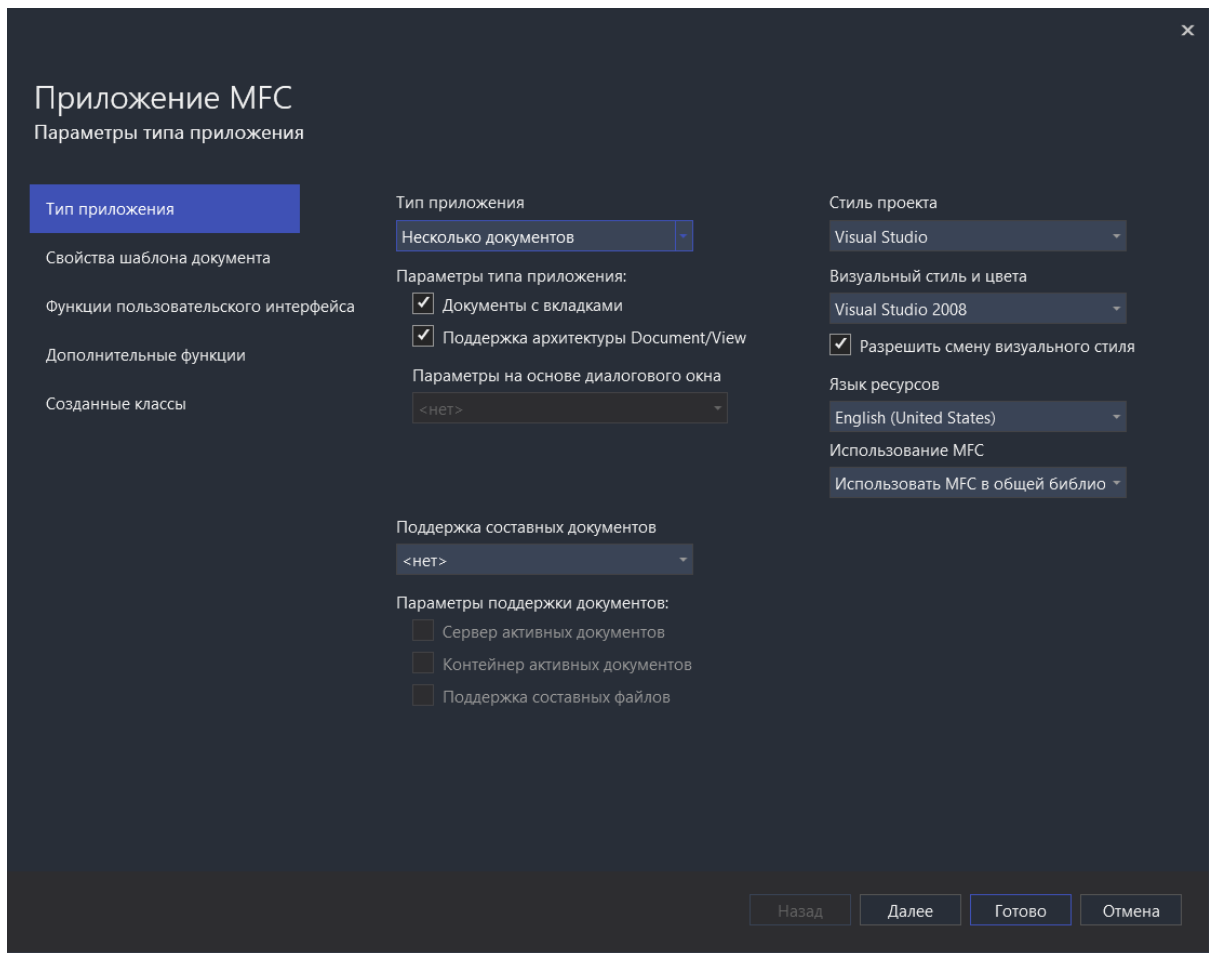 Приложение MFC
Параметры типа приложения
Тип приложения
Свойства шаблона документа
Функции пользовательского интерфейса
Дополнительные функции
Созданные классы
Тип приложения
Несколько документов
Параметры типа приложения:
Документы с вкладками
Поддержка архитектуры Document/View
Параметры на основе диалогового окна
<нет>
Поддержка составных документов
<нет>
Параметры поддержки документов:
Сервер активных документов
Контейнер активных документов
Поддержка составных файлов
Стиль проекта
Visual Studio
Визуальный стиль и цвета
Visual Studio 2008
Разрешить смену визуального стиля
Язык ресурсов
English (United States)
Использование MFC
Использовать MFC в общей библио
Назад
Далее
Готово
Отмена